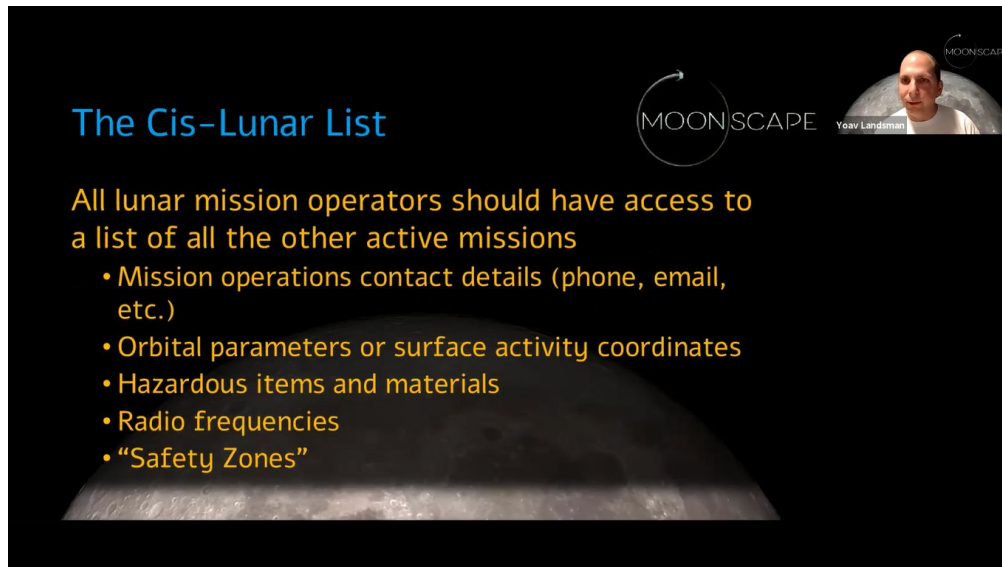 The Cis-Lunar List
MOONSCAPE
MOONSCAP
Yoav Landsman
All lunar mission operators should have access to
a list of all the other active missions
• Mission operations contact details (phone, email,
etc.)
• Orbital parameters or surface activity coordinates
• Hazardous items and materials
• Radio frequencies
• “Safety Zones”